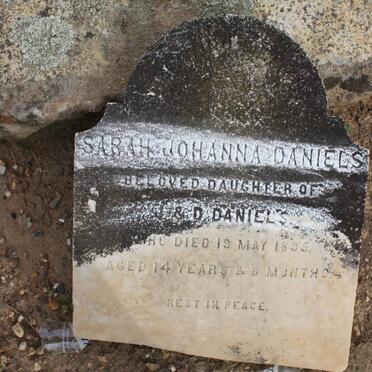 SARAH JOHANNA DANIELS
BELOVED DAUGHTER OF
& D. DANIELS
WHO DIED 19 MAY
AGED 14 YEARS & 8 MONTHS
REST IN PEACE.